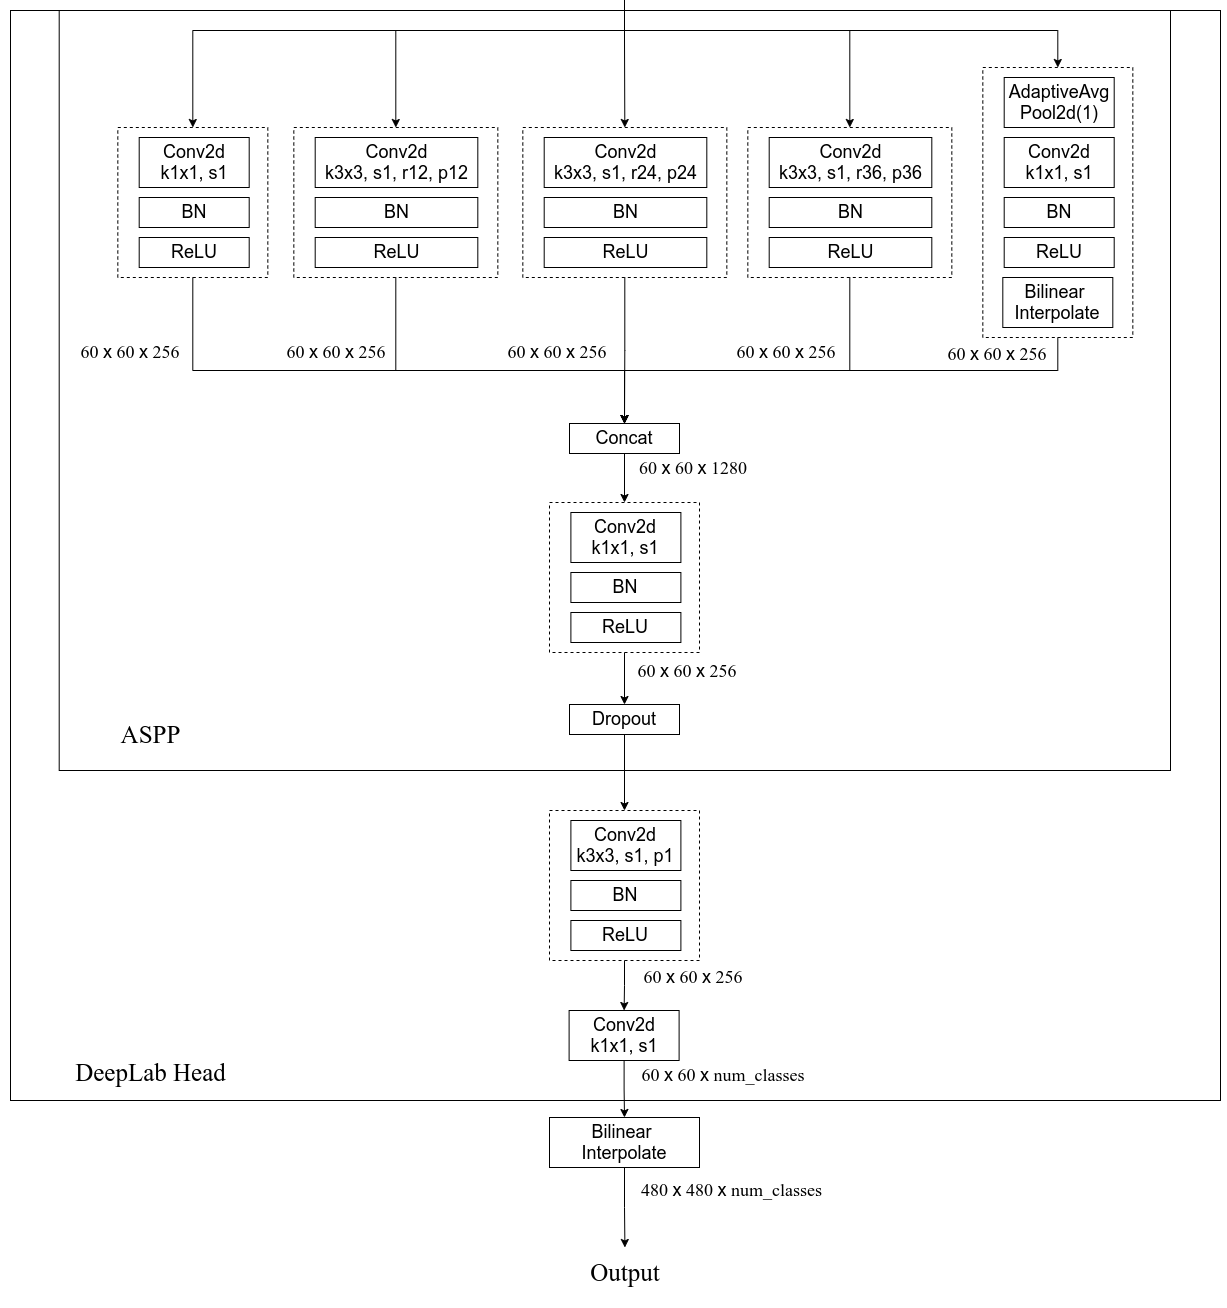 AdaptiveAvg
Pool2d(1)
Conv2d
k1x1, s1
BN
ReLU
Conv2d
k3x3, s1, r12, p12
BN
ReLU
Conv2d
k3x3, s1, r24, p24
BN
ReLU
Conv2d
k3x3, s1, r36, p36
BN
ReLU
Conv2d
k1x1, s1
BN
ReLU
Bilinear
Interpolate
60 x 60 x 256
60 x 60 x 256
60 x 60 x 256
60 x 60 x 256
60 x 60 x 256
Concat
60 x 60 x 1280
Conv2d
k1x1, s1
BN
ReLU
60 x 60 x 256
Dropout
ASPP
Conv2d
k3x3, s1, p1
BN
ReLU
60 x 60 x 256
Conv2d
k1x1, s1
DeepLab Head
60 x 60 x num_classes
Bilinear
Interpolate
480 x 480 x num_classes
Output